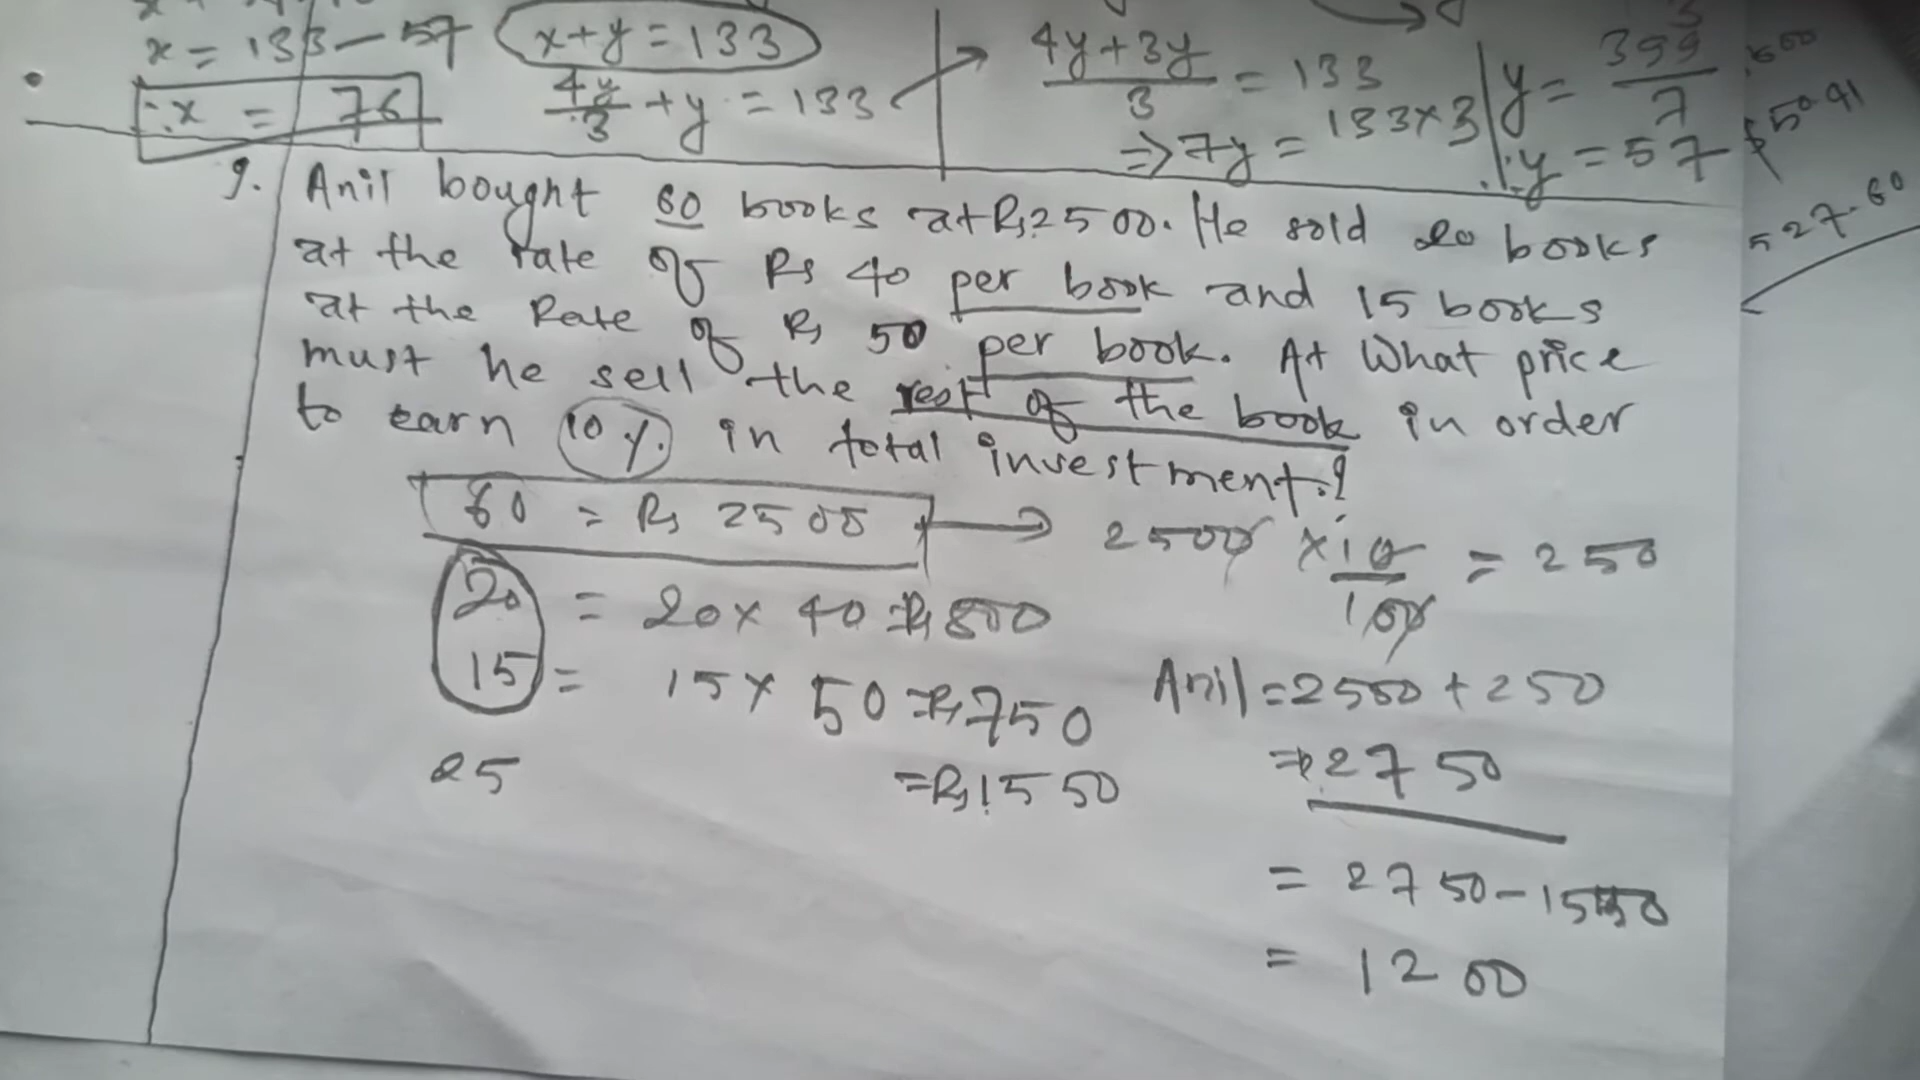 x = 133 - 57
x + y = 133
∴ x = 76
4y/3 + y = 133
(4y + 3y)/3 = 133
⇒ 7y = 133 × 3
y = 399/7
∴ y = 57
527.60
9. Anil bought 60 books at Rs 2500. He sold 20 books
at the rate of Rs 40 per book and 15 books
at the Rate of Rs 50 per book. At What price
must he sell the rest of the book in order
to earn 10%. in total investment.?
60 = Rs 2500 → 2500 × 10/100 = 250
20 = 20 × 40 = Rs 800
15 = 15 × 50 = Rs 750
25 = Rs 1550
Anil = 2500 + 250
⇒ 2750
= 2750 - 1550
= 1200